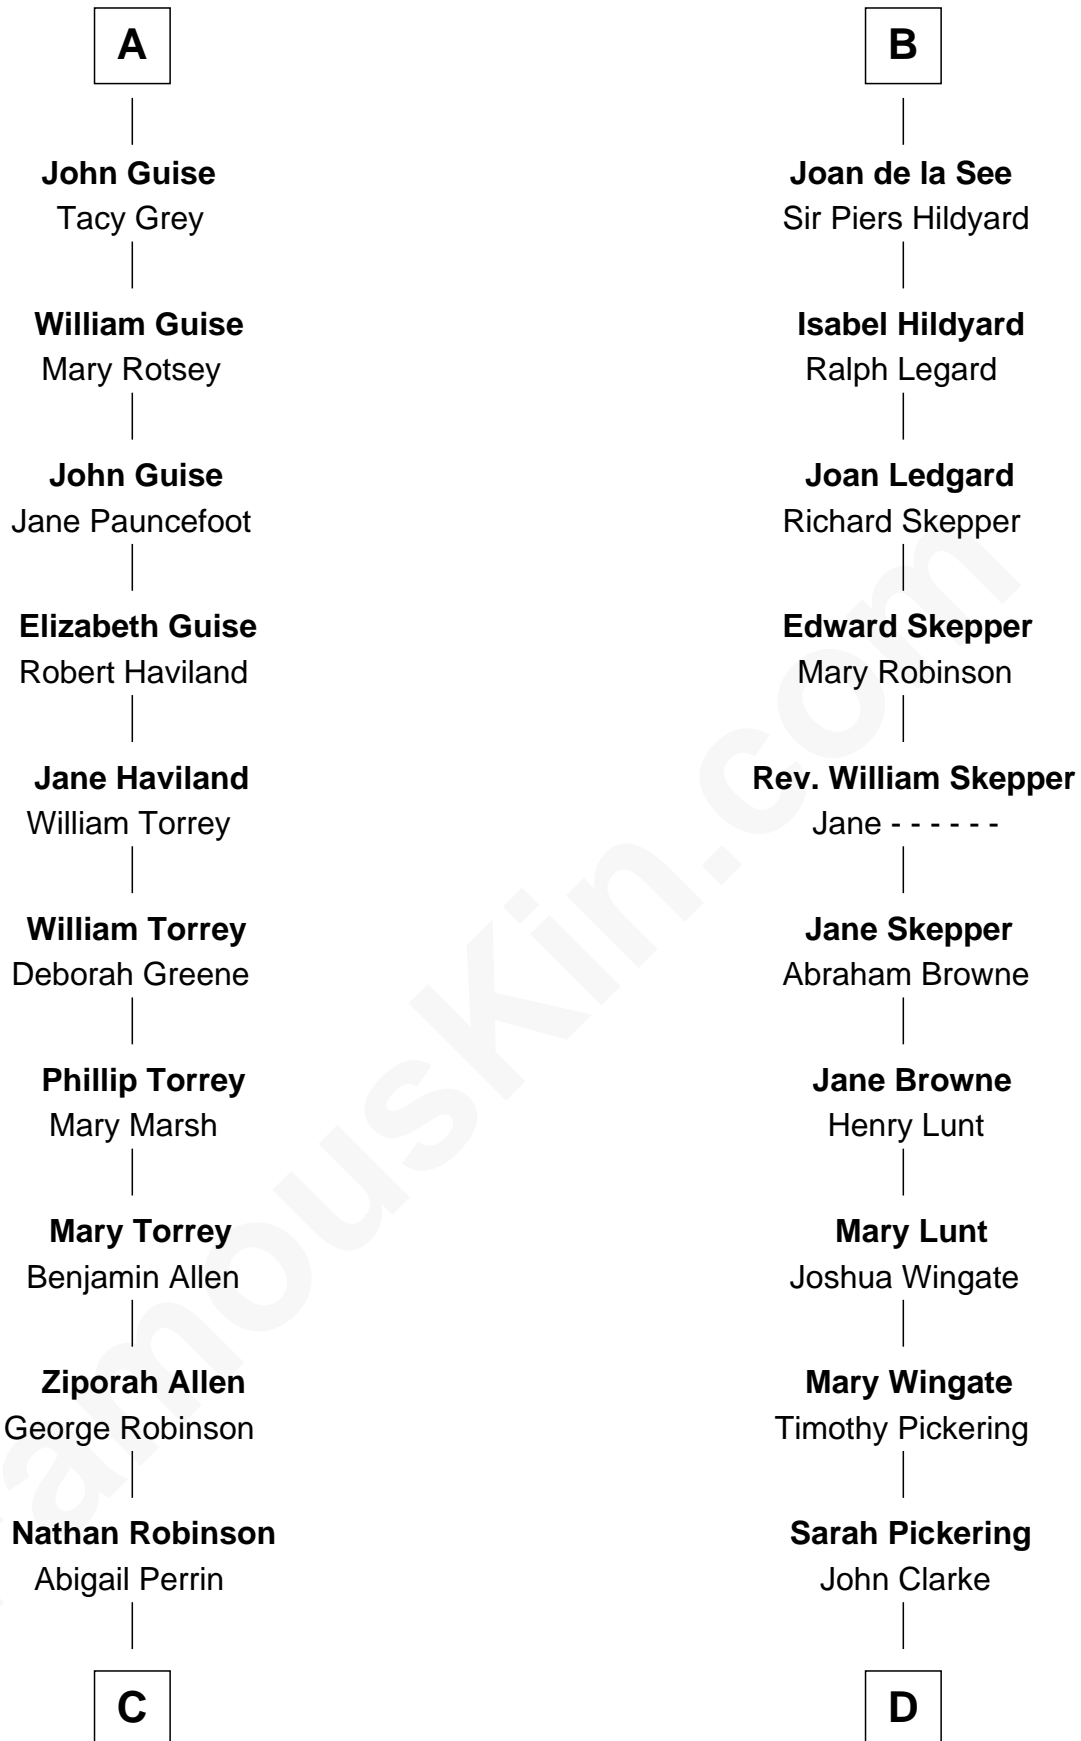 A
John Guise
Tacy Grey
William Guise
Mary Rotsey
John Guise
Jane Pauncefoot
Elizabeth Guise
Robert Haviland
Jane Haviland
William Torrey
William Torrey
Deborah Greene
Phillip Torrey
Mary Marsh
Mary Torrey
Benjamin Allen
Ziporah Allen
George Robinson
Nathan Robinson
Abigail Perrin
C
B
Joan de la See
Sir Piers Hildyard
Isabel Hildyard
Ralph Legard
Joan Ledgard
Richard Skepper
Edward Skepper
Mary Robinson
Rev. William Skepper
Jane - - - - - -
Jane Skepper
Abraham Browne
Jane Browne
Henry Lunt
Mary Lunt
Joshua Wingate
Mary Wingate
Timothy Pickering
Sarah Pickering
John Clarke
D
FamousKin.com